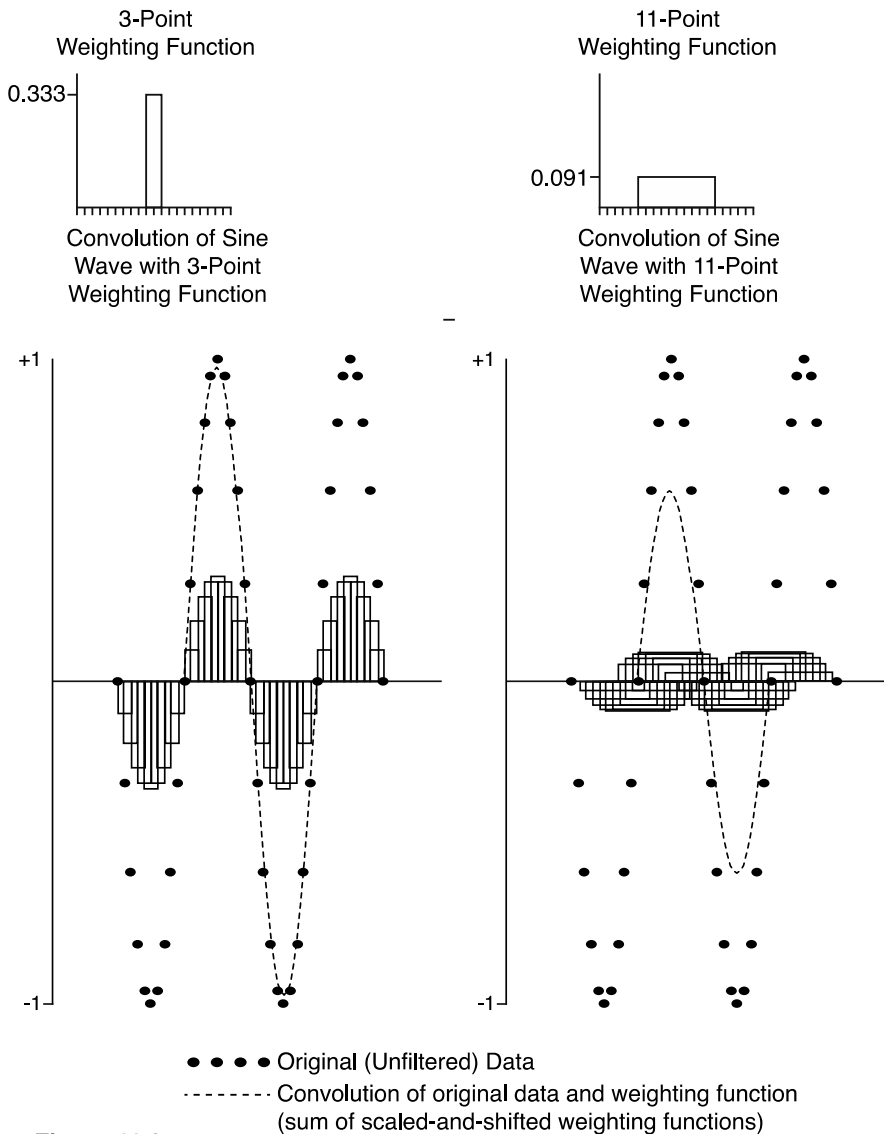 3-Point
Weighting Function
0.333
Convolution of Sine
Wave with 3-Point
Weighting Function
11-Point
Weighting Function
0.091
Convolution of Sine
Wave with 11-Point
Weighting Function
+1
-1
+1
-1
Original (Unfiltered) Data
Convolution of original data and weighting function
(sum of scaled-and-shifted weighting functions)